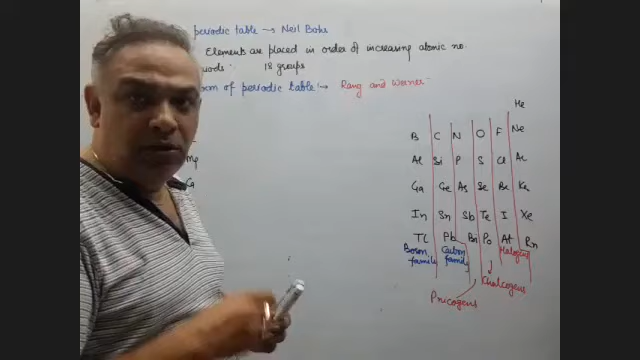 periodic table → Neil Bohr
Elements are placed in order of increasing atomic no.
18 groups
of periodic table → Rang and Werner
He
B C N O F Ne
Al Si P S Cl Ar
Ga Ge As Se Br Kr
In Sn Sb Te I Xe
TL Pb Bi Po At Rn
Boron family
Carbon family
Halogens
Chalcogens
Pnicogens